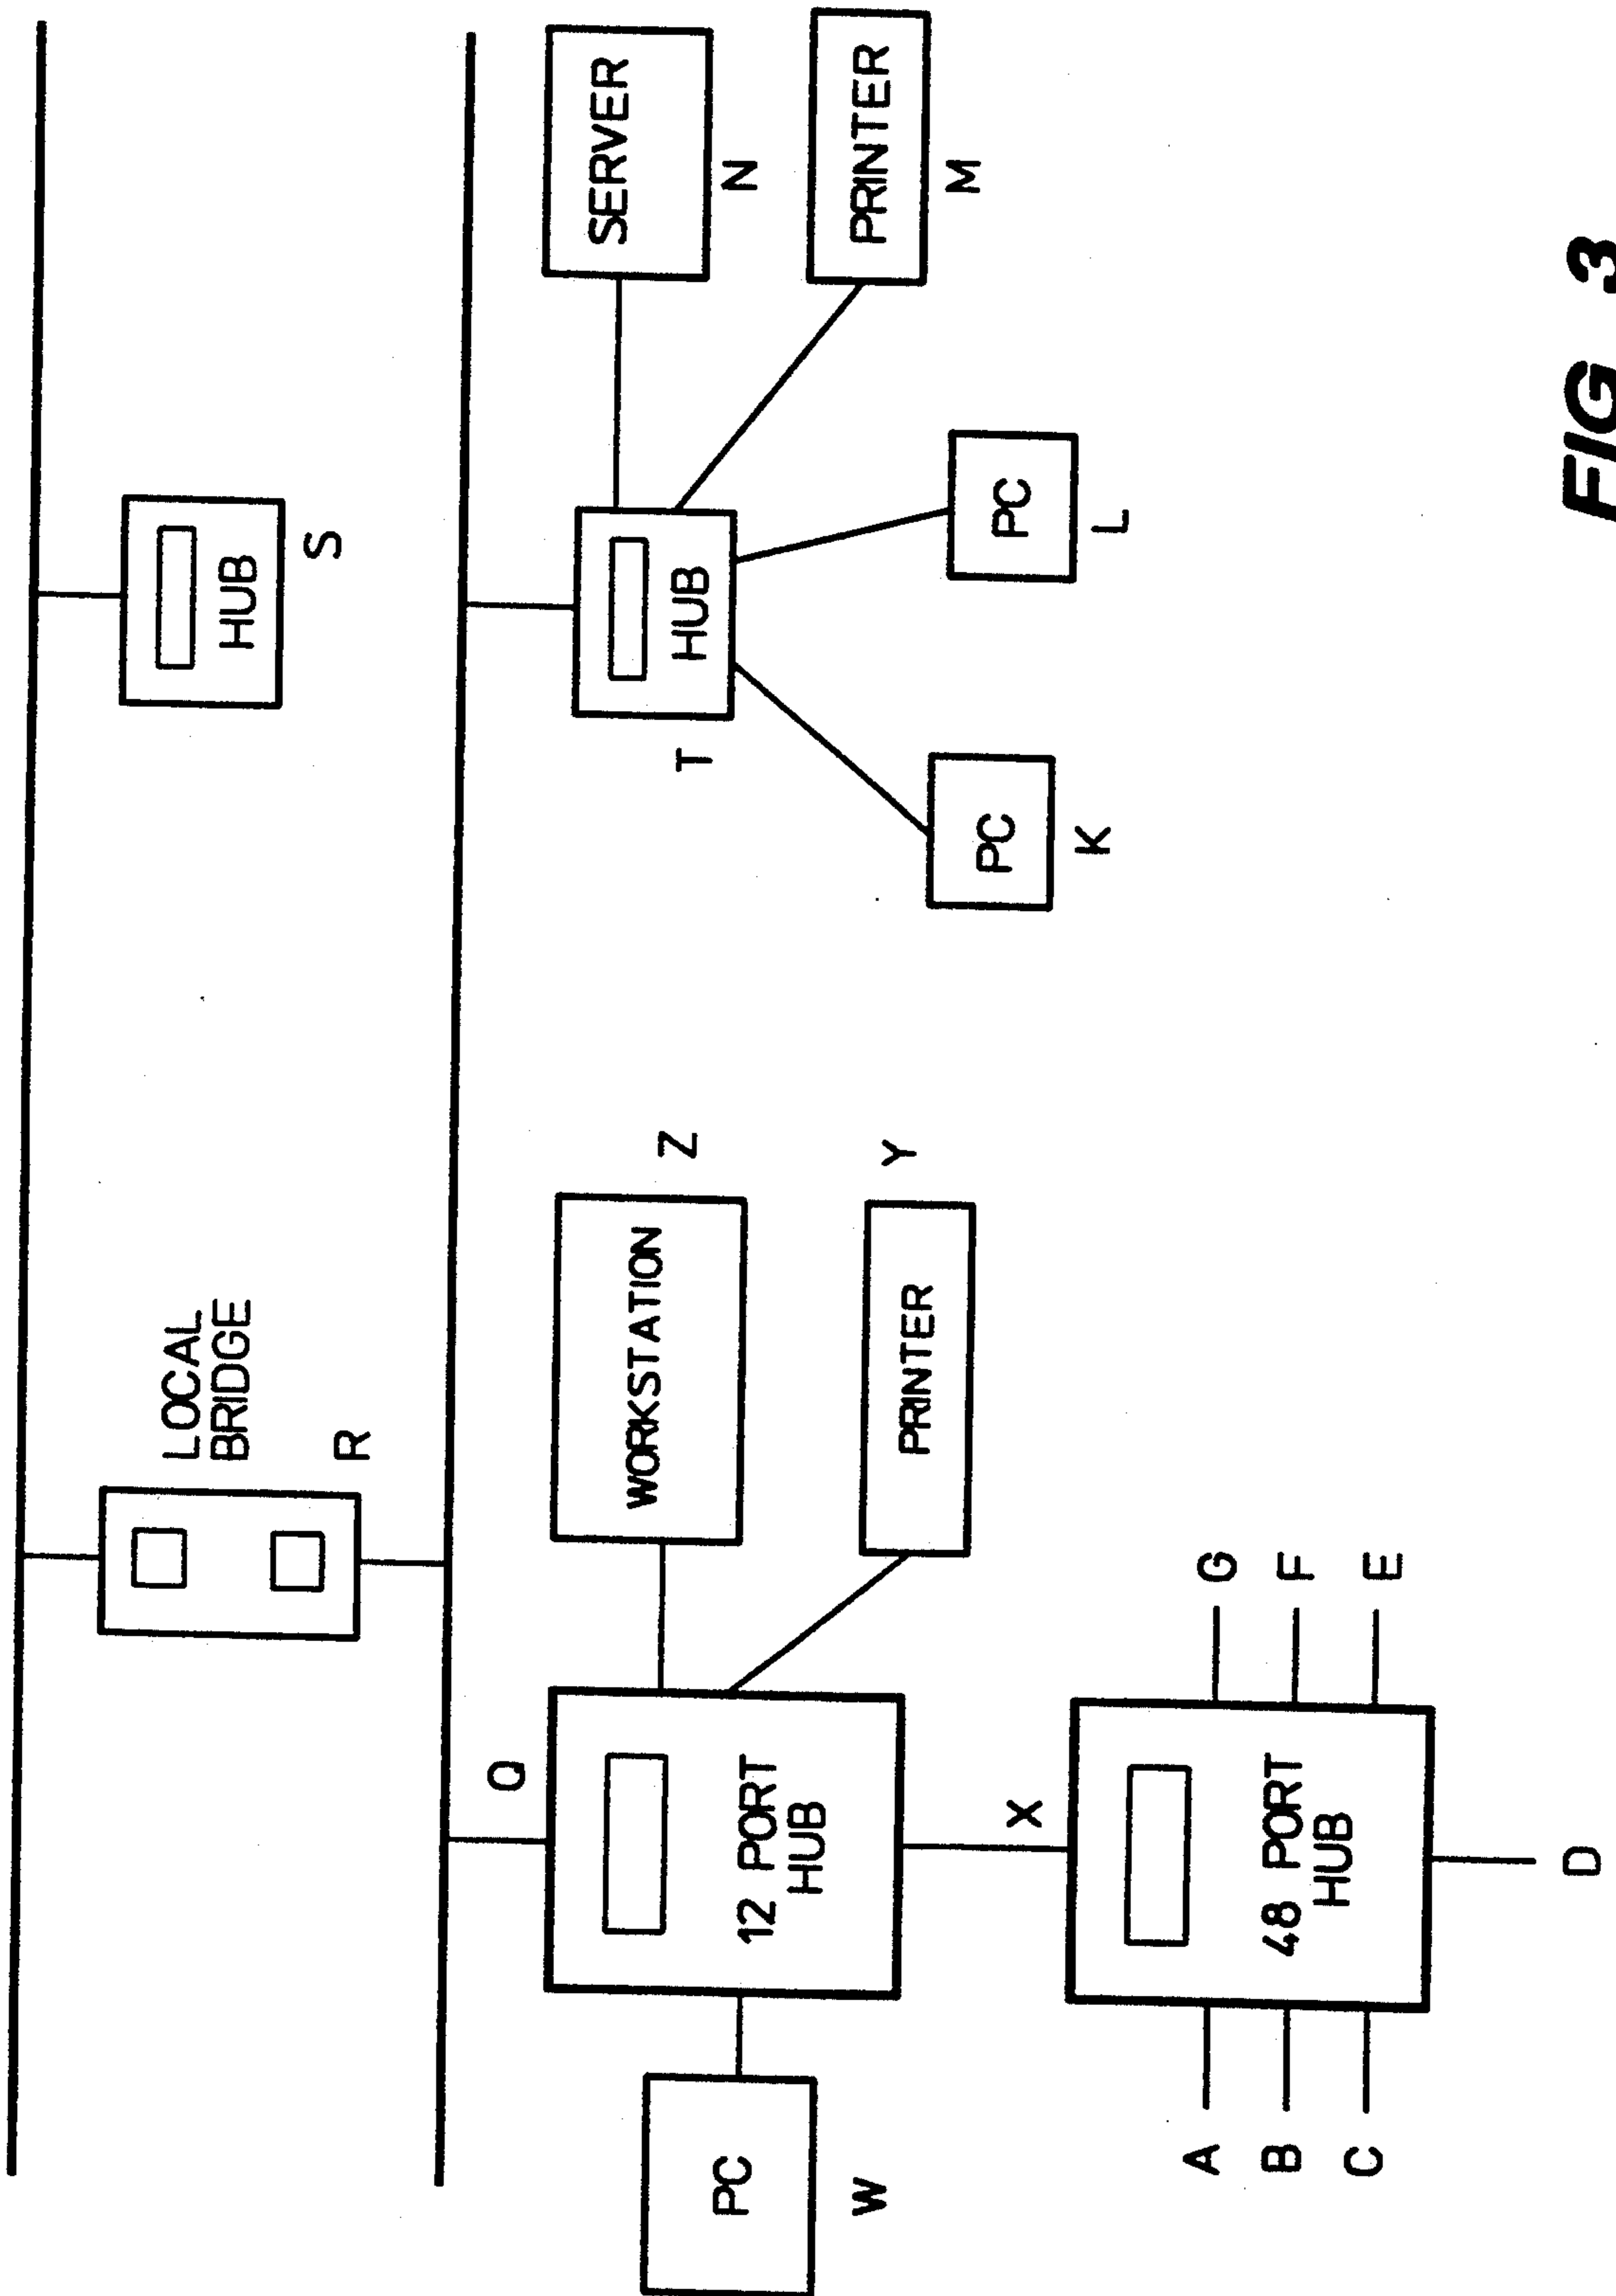 LOCAL
BRIDGE
R
HUB
S
Q
12 PORT
HUB
WORKSTATION
Z
PRINTER
Y
PC
W
X
48 PORT
HUB
A
B
C
D
E
F
G
T
HUB
SERVER
N
PRINTER
M
PC
L
PC
K
FIG 3